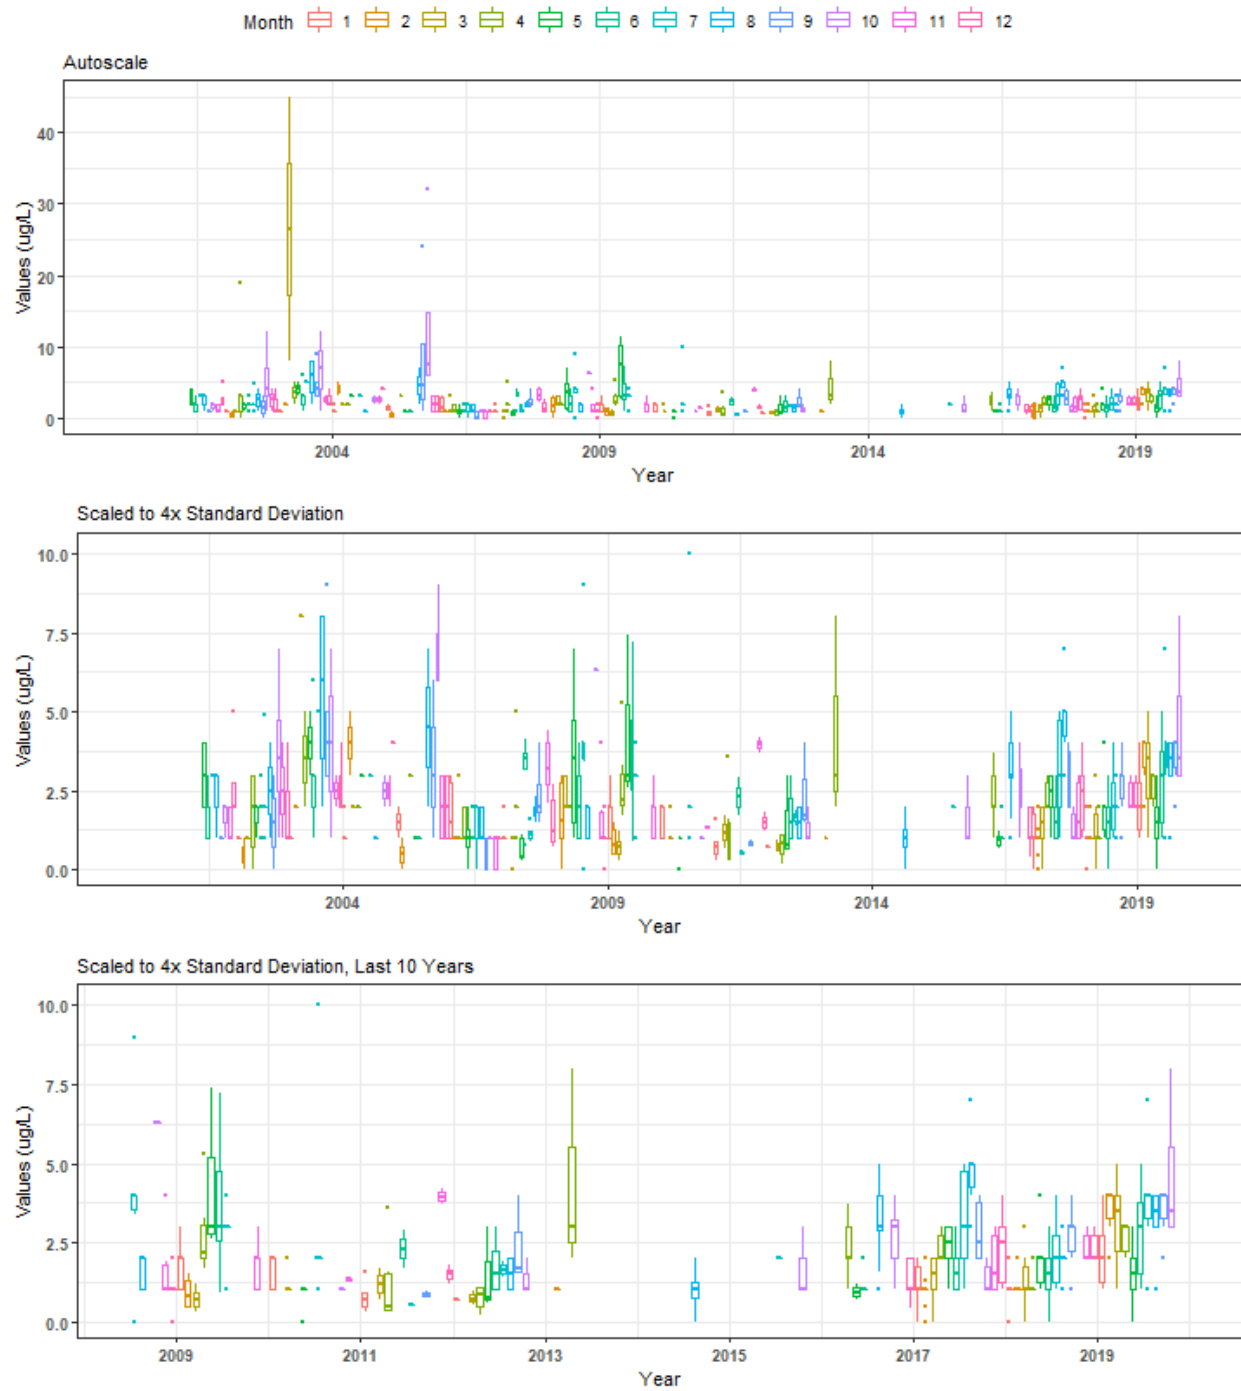 Month 1 2 3 4 5 6 7 8 9 10 11 12
Autoscale
Values (ug/L)
40
30
20
10
0
2004 2009 2014 2019
Year
Scaled to 4x Standard Deviation
Values (ug/L)
10.0
7.5
5.0
2.5
0.0
2004 2009 2014 2019
Year
Scaled to 4x Standard Deviation, Last 10 Years
Values (ug/L)
10.0
7.5
5.0
2.5
0.0
2009 2011 2013 2015 2017 2019
Year